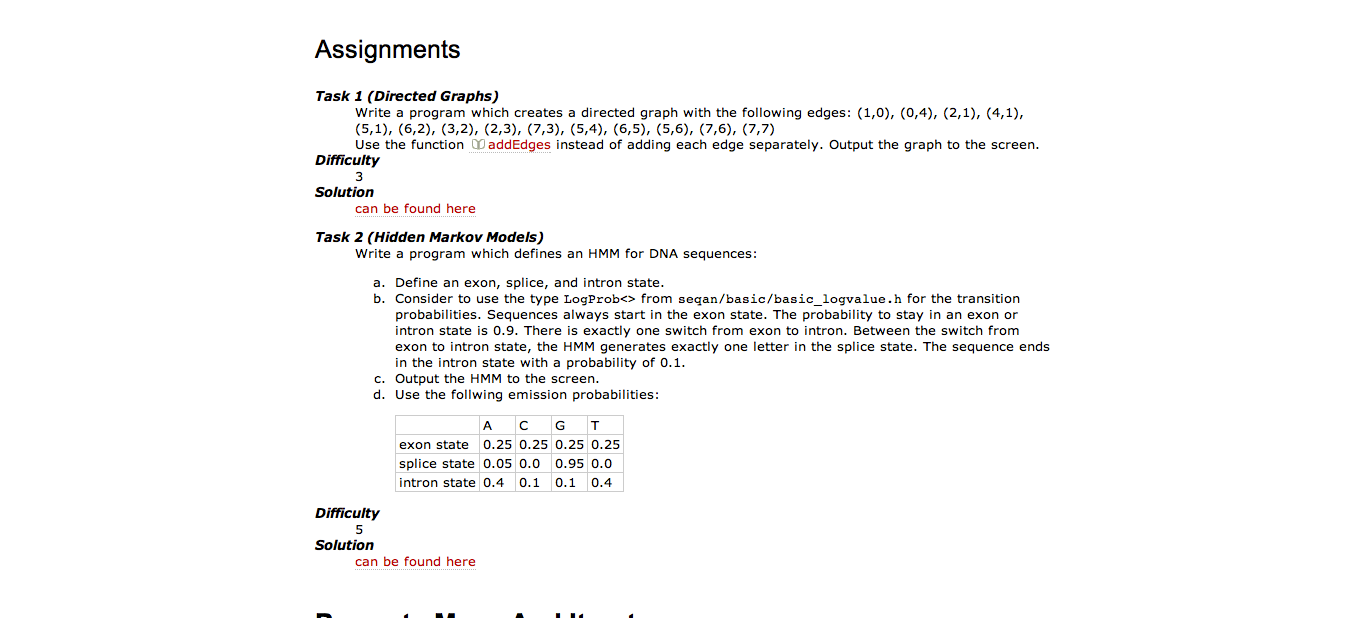 Assignments
Task 1 (Directed Graphs)
Write a program which creates a directed graph with the following edges: (1,0), (0,4), (2,1), (4,1),
(5,1), (6,2), (3,2), (2,3), (7,3), (5,4), (6,5), (5,6), (7,6), (7,7)
Use the function addEdges instead of adding each edge separately. Output the graph to the screen.
Difficulty
3
Solution
can be found here
Task 2 (Hidden Markov Models)
Write a program which defines an HMM for DNA sequences:
a. Define an exon, splice, and intron state.
b. Consider to use the type LogProb<> from seqan/basic/basic_logvalue.h for the transition
probabilities. Sequences always start in the exon state. The probability to stay in an exon or
intron state is 0.9. There is exactly one switch from exon to intron. Between the switch from
exon to intron state, the HMM generates exactly one letter in the splice state. The sequence ends
in the intron state with a probability of 0.1.
c. Output the HMM to the screen.
d. Use the follwing emission probabilities:
A C G T
exon state 0.25 0.25 0.25 0.25
splice state 0.05 0.0 0.95 0.0
intron state 0.4 0.1 0.1 0.4
Difficulty
5
Solution
can be found here